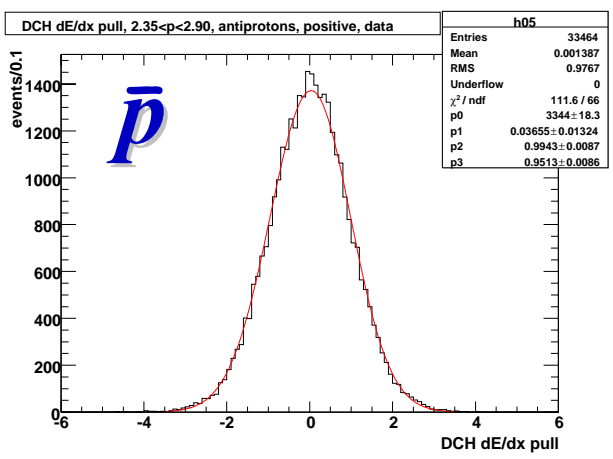 DCH dE/dx pull, 2.35<p<2.90, antiprotons, positive, data
h05
Entries 33464
Mean 0.001387
RMS 0.9767
Underflow 0
χ² / ndf 111.6 / 66
p0 3344±18.3
p1 0.03655±0.01324
p2 0.9943±0.0087
p3 0.9513±0.0086
events/0.1
p̄
1400
1200
1000
800
600
400
200
0
-6 -4 -2 0 2 4 6
DCH dE/dx pull